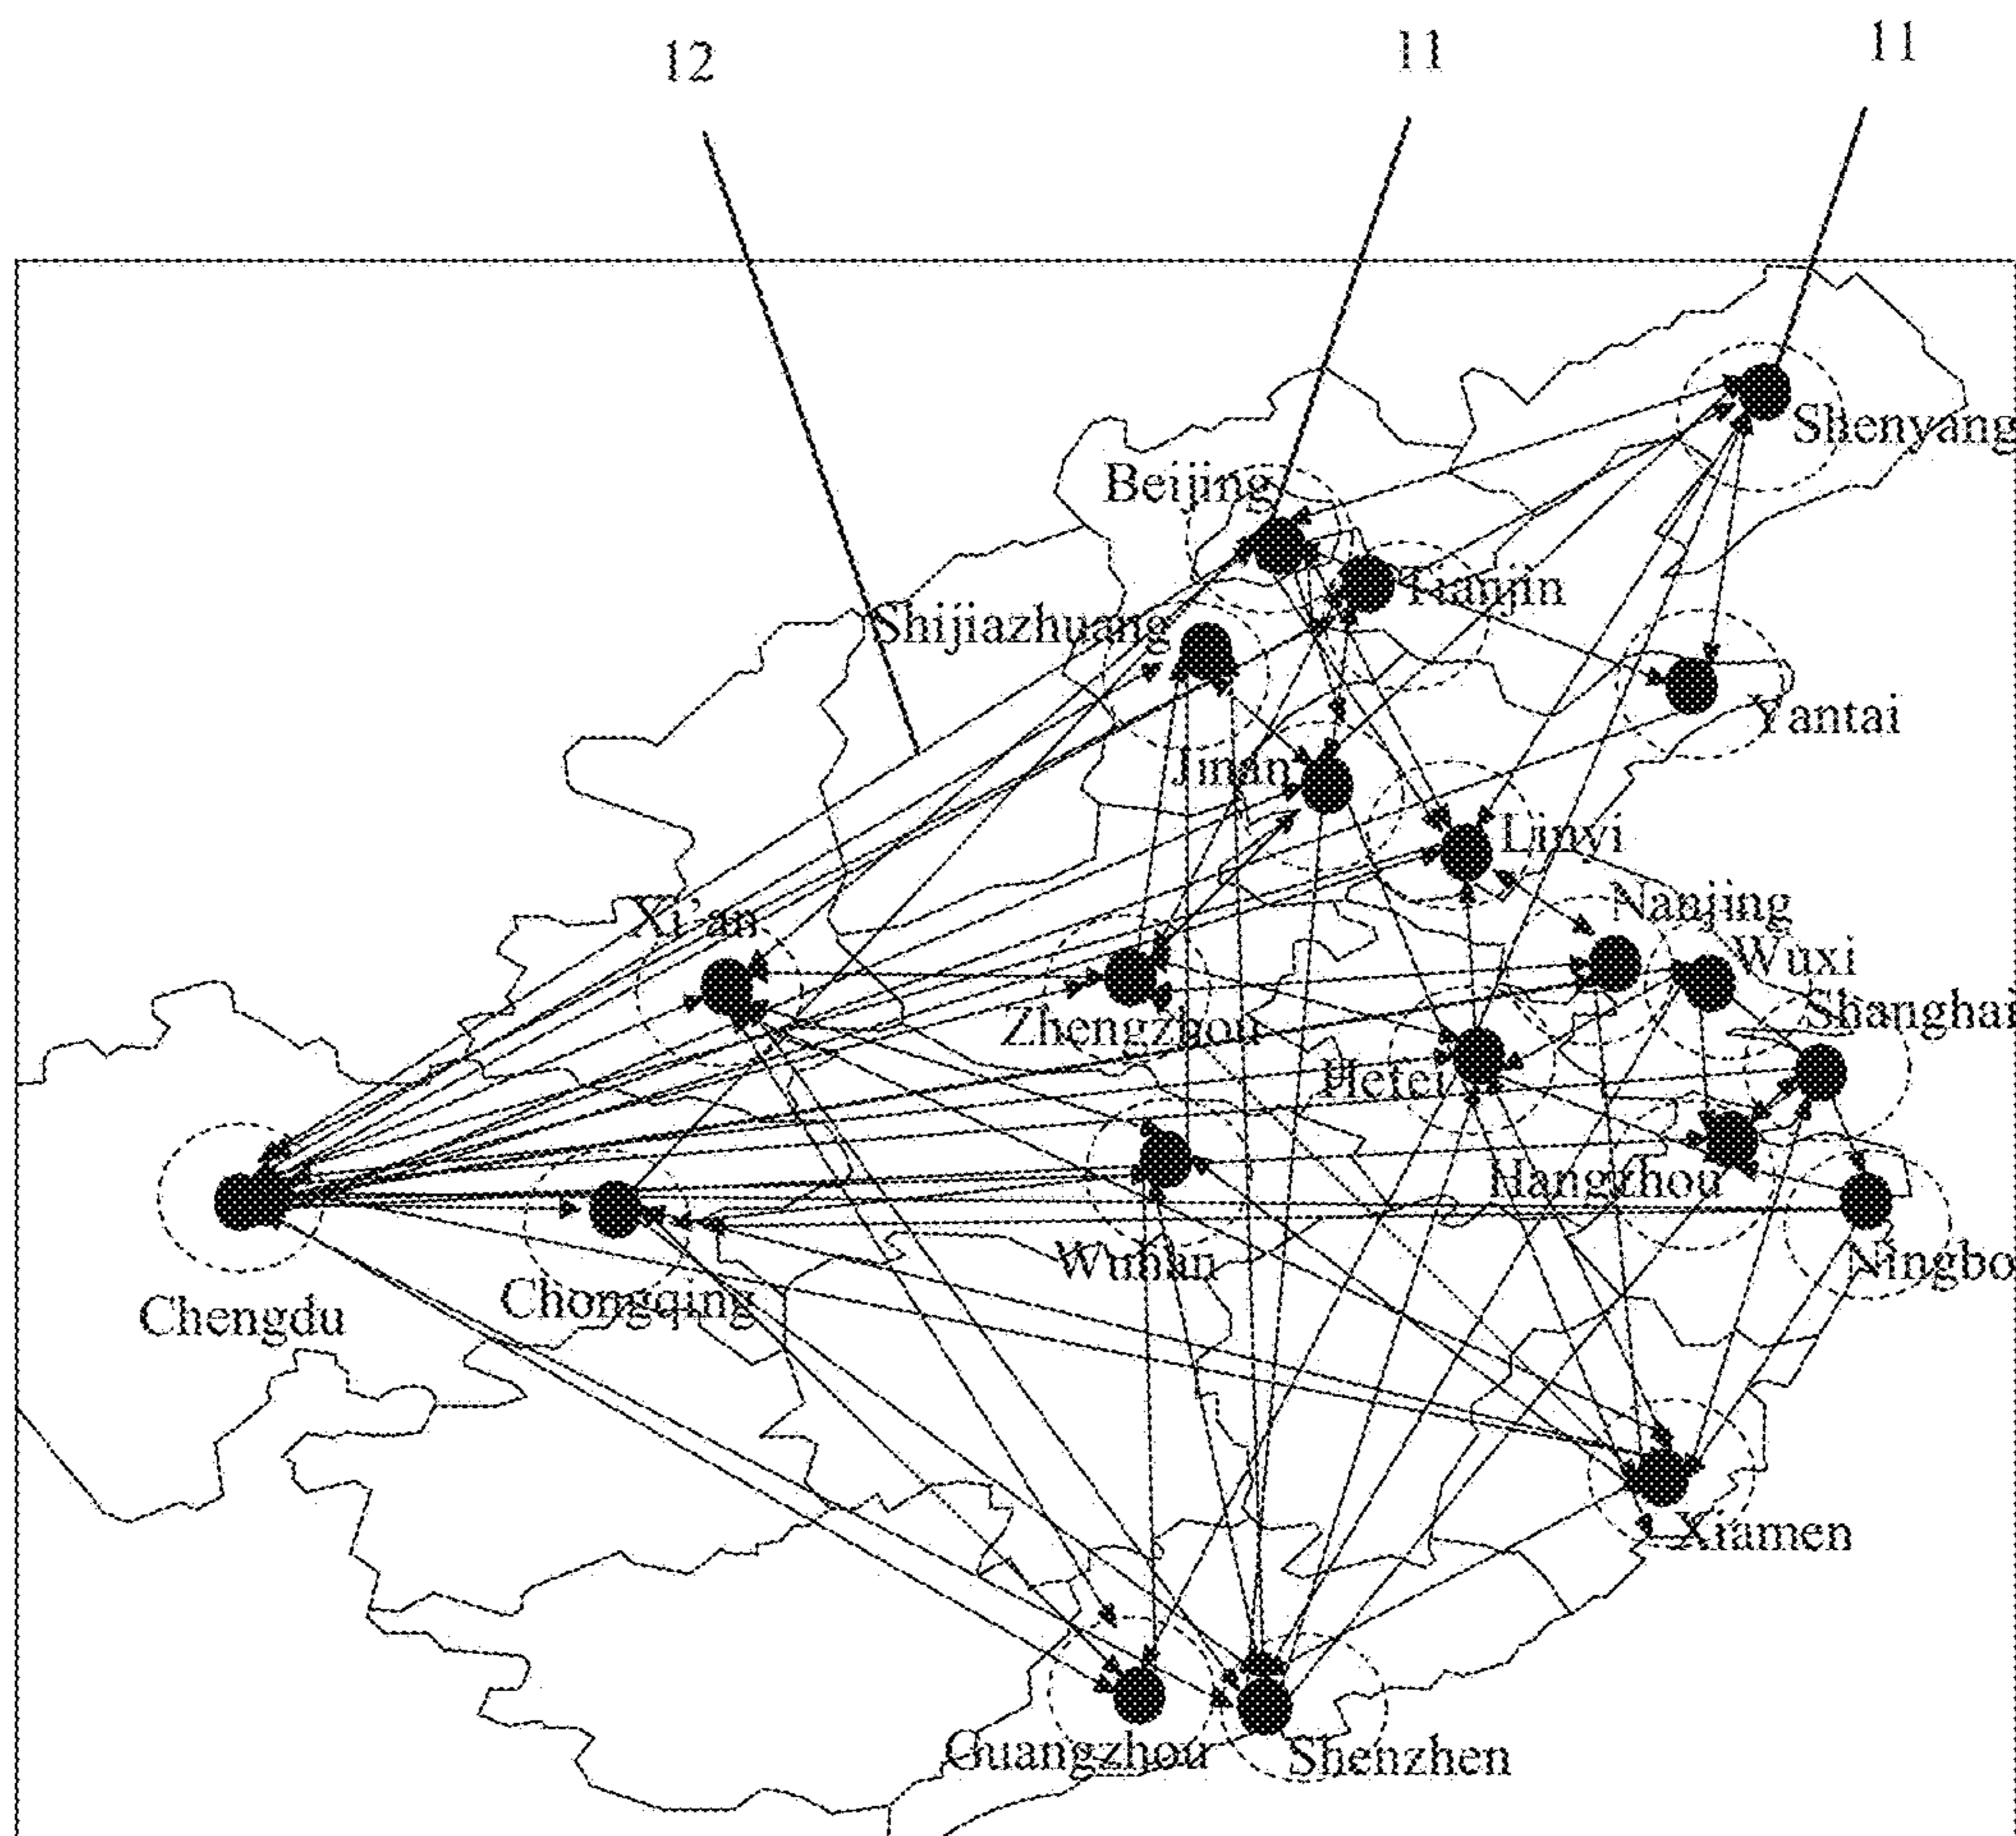 12
11
11
Shenyang
Beijing
Tianjin
Shijiazhuang
Yantai
Jinan
Linyi
Nanjing
Xi'an
Wuxi
Shanghai
Zhengzhou
Hefei
Hangzhou
Wuhan
Ningbo
Chongqing
Chengdu
Xiamen
Guangzhou
Shenzhen